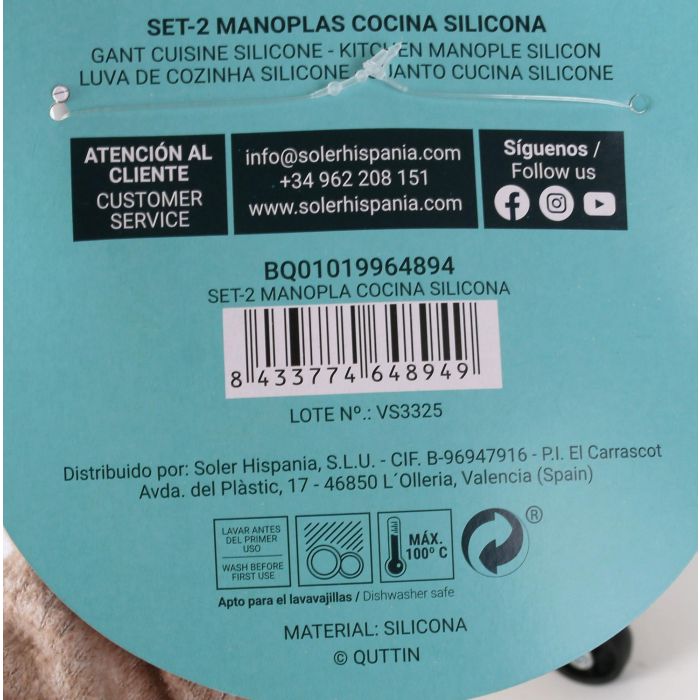 SET-2 MANOPLAS COCINA SILICONA
GANT CUISINE SILICONE - KITCHEN MANOPLE SILICON
LUVA DE COZINHA SILICONE GUANTO CUCINA SILICONE
ATENCIÓN AL
CLIENTE
CUSTOMER
SERVICE
info@solerhispania.com
+34 962 208 151
www.solerhispania.com
Síguenos /
Follow us
BQ01019964894
SET-2 MANOPLA COCINA SILICONA
8 433774 648949
LOTE Nº.: VS3325
Distribuido por: Soler Hispania, S.L.U. - CIF. B-96947916 - P.I. El Carrascot
Avda. del Plàstic, 17 - 46850 L´Olleria, Valencia (Spain)
LAVAR ANTES
DEL PRIMER
USO
WASH BEFORE
FIRST USE
MÁX.
100º C
®
Apto para el lavavajillas / Dishwasher safe
MATERIAL: SILICONA
© QUTTIN